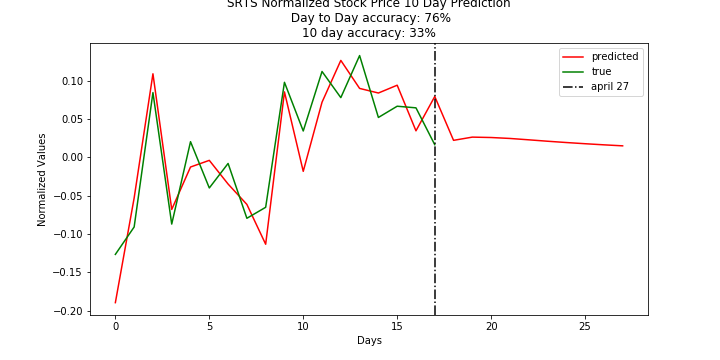 SRTS Normalized Stock Price 10 Day Prediction
Day to Day accuracy: 76%
10 day accuracy: 33%
predicted
true
april 27
Normalized Values
0.10
0.05
0.00
−0.05
−0.10
−0.15
−0.20
0 5 10 15 20 25
Days